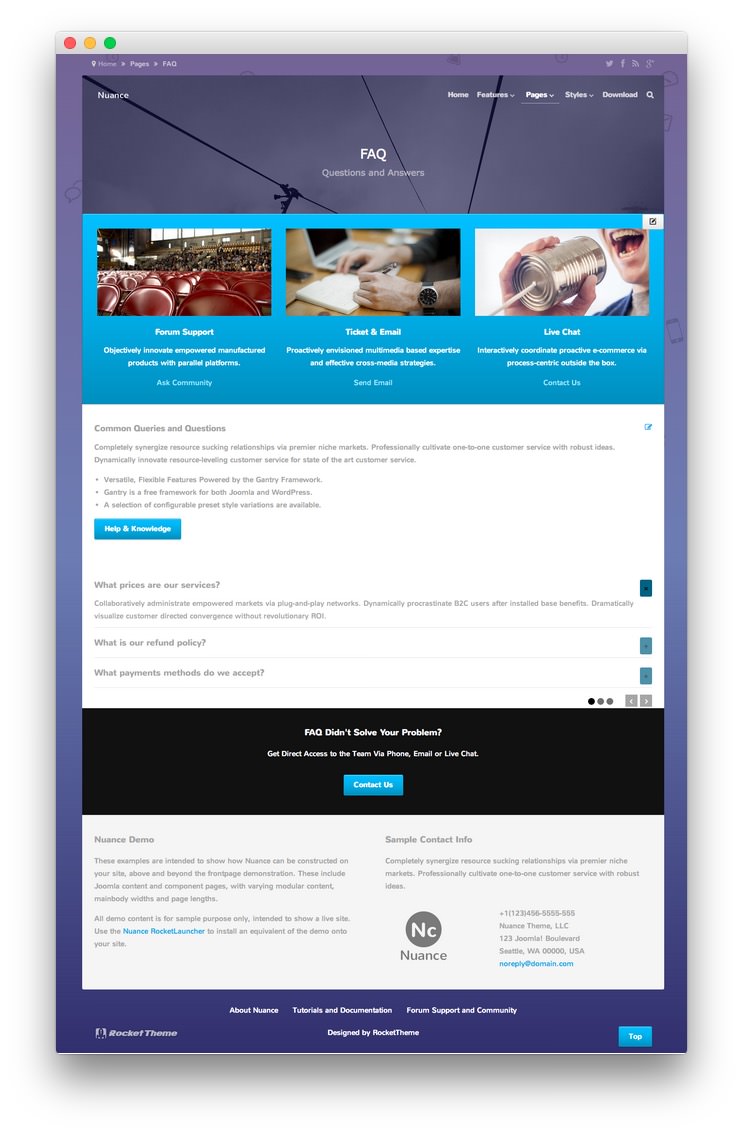 Home » Pages » FAQ
Nuance
Home Features Pages Styles Download
FAQ
Questions and Answers
Forum Support
Objectively innovate empowered manufactured
products with parallel platforms.
Ask Community
Ticket & Email
Proactively envisioned multimedia based expertise
and effective cross-media strategies.
Send Email
Live Chat
Interactively coordinate proactive e-commerce via
process-centric outside the box.
Contact Us
Common Queries and Questions
Completely synergize resource sucking relationships via premier niche markets. Professionally cultivate one-to-one customer service with robust ideas.
Dynamically innovate resource-leveling customer service for state of the art customer service.
• Versatile, Flexible Features Powered by the Gantry Framework.
• Gantry is a free framework for both Joomla and WordPress.
• A selection of configurable preset style variations are available.
Help & Knowledge
What prices are our services?
Collaboratively administrate empowered markets via plug-and-play networks. Dynamically procrastinate B2C users after installed base benefits. Dramatically
visualize customer directed convergence without revolutionary ROI.
What is our refund policy?
What payments methods do we accept?
FAQ Didn't Solve Your Problem?
Get Direct Access to the Team Via Phone, Email or Live Chat.
Contact Us
Nuance Demo
These examples are intended to show how Nuance can be constructed on
your site, above and beyond the frontpage demonstration. These include
Joomla content and component pages, with varying modular content,
mainbody widths and page lengths.
All demo content is for sample purpose only, intended to show a live site.
Use the Nuance RocketLauncher to install an equivalent of the demo onto
your site.
Sample Contact Info
Completely synergize resource sucking relationships via premier niche
markets. Professionally cultivate one-to-one customer service with robust
ideas.
Nc
Nuance
+1(123)456-5555-555
Nuance Theme, LLC
123 Joomla! Boulevard
Seattle, WA 00000, USA
noreply@domain.com
About Nuance Tutorials and Documentation Forum Support and Community
RocketTheme
Designed by RocketTheme
Top